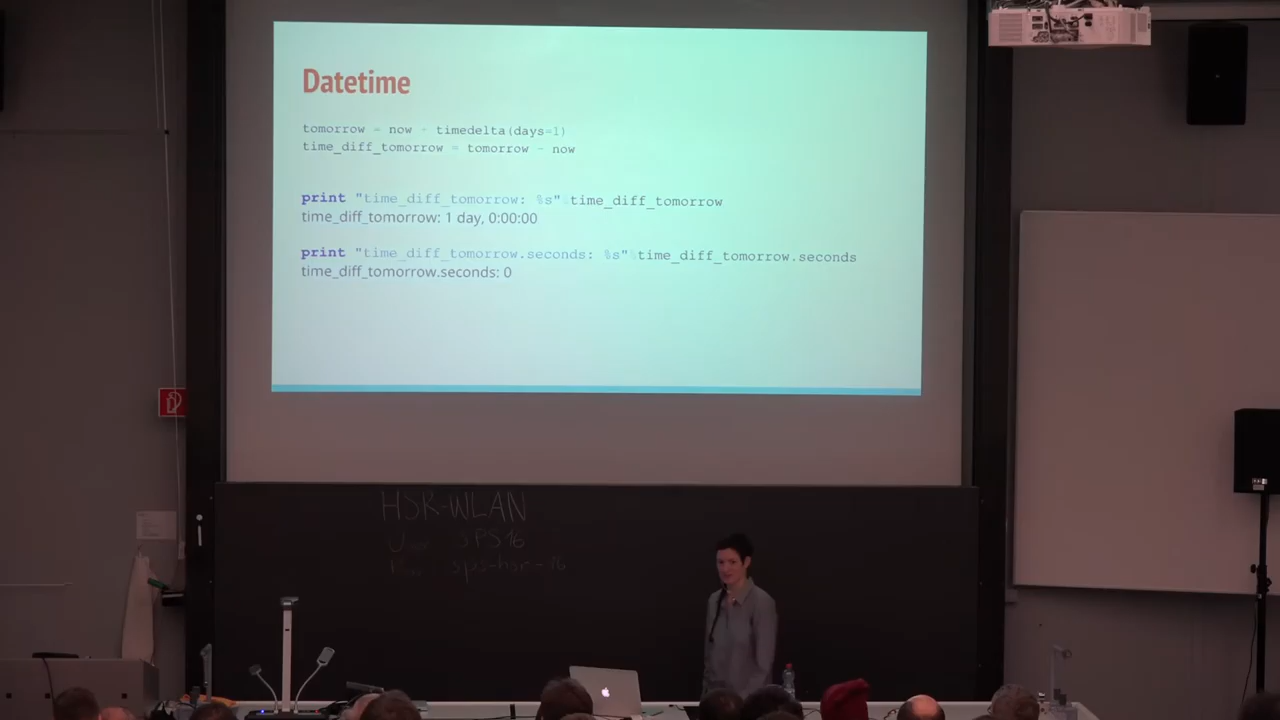 Datetime
tomorrow = now + timedelta(days=1)
time_diff_tomorrow = tomorrow - now
print "time_diff_tomorrow: %s" % time_diff_tomorrow
time_diff_tomorrow: 1 day, 0:00:00
print "time_diff_tomorrow.seconds: %s" % time_diff_tomorrow.seconds
time_diff_tomorrow.seconds: 0
HSR-WLAN
SPS16